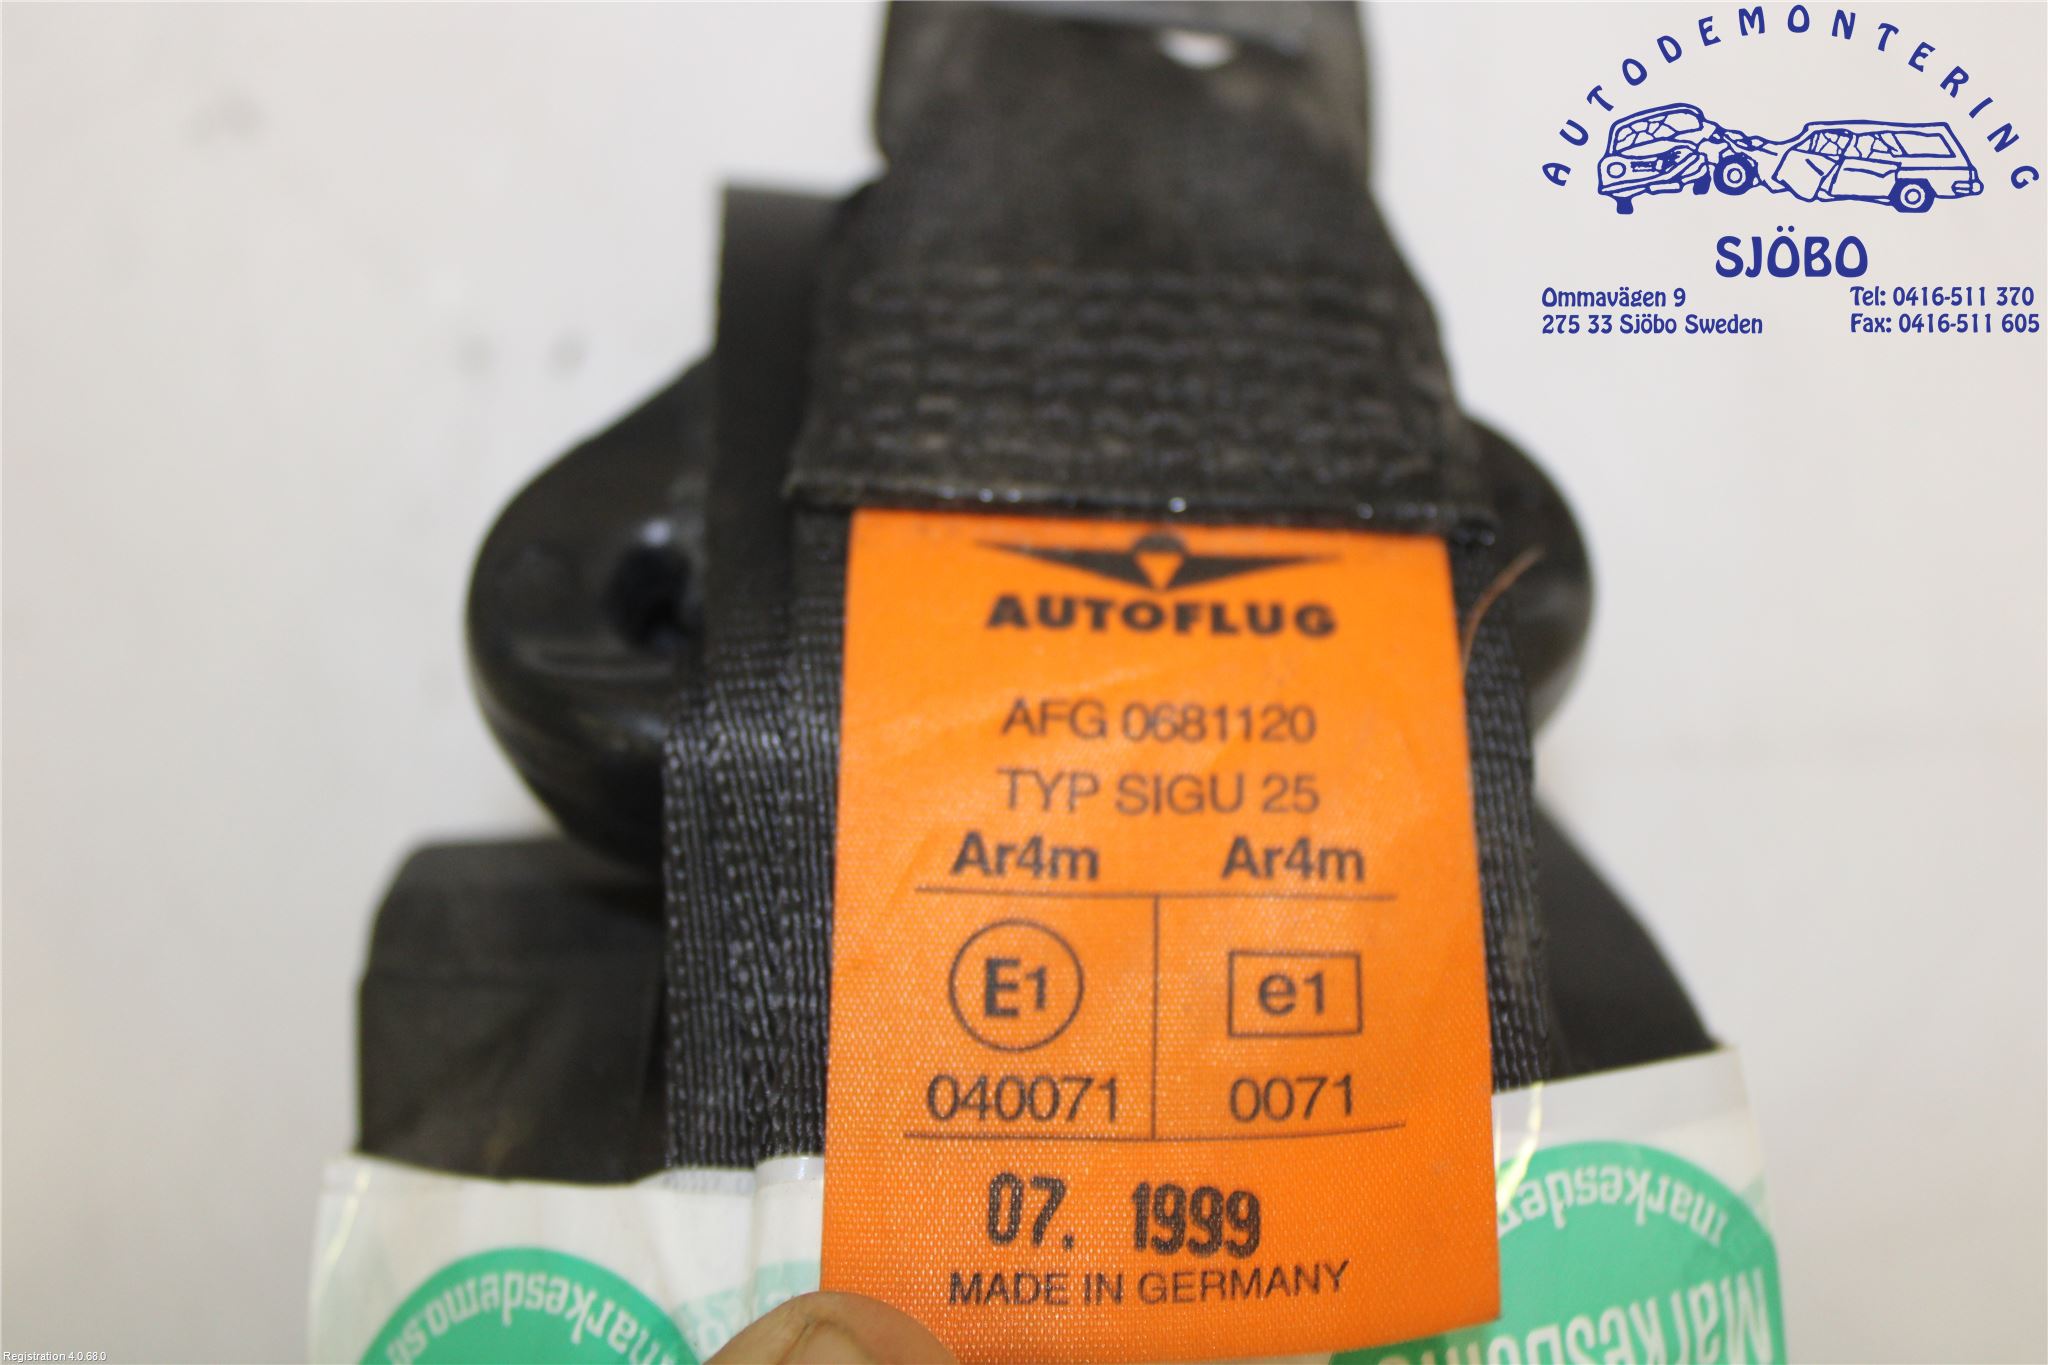 AUTODEMONTERING
SJÖBO
Ommavägen 9
275 33 Sjöbo Sweden
Tel: 0416-511 370
Fax: 0416-511 605
AUTOFLUG
AFG 0681120
TYP SIGU 25
Ar4m Ar4m
E1 e1
040071 0071
07. 1999
MADE IN GERMANY
markesdemo.se
Registration 4.0.68.0